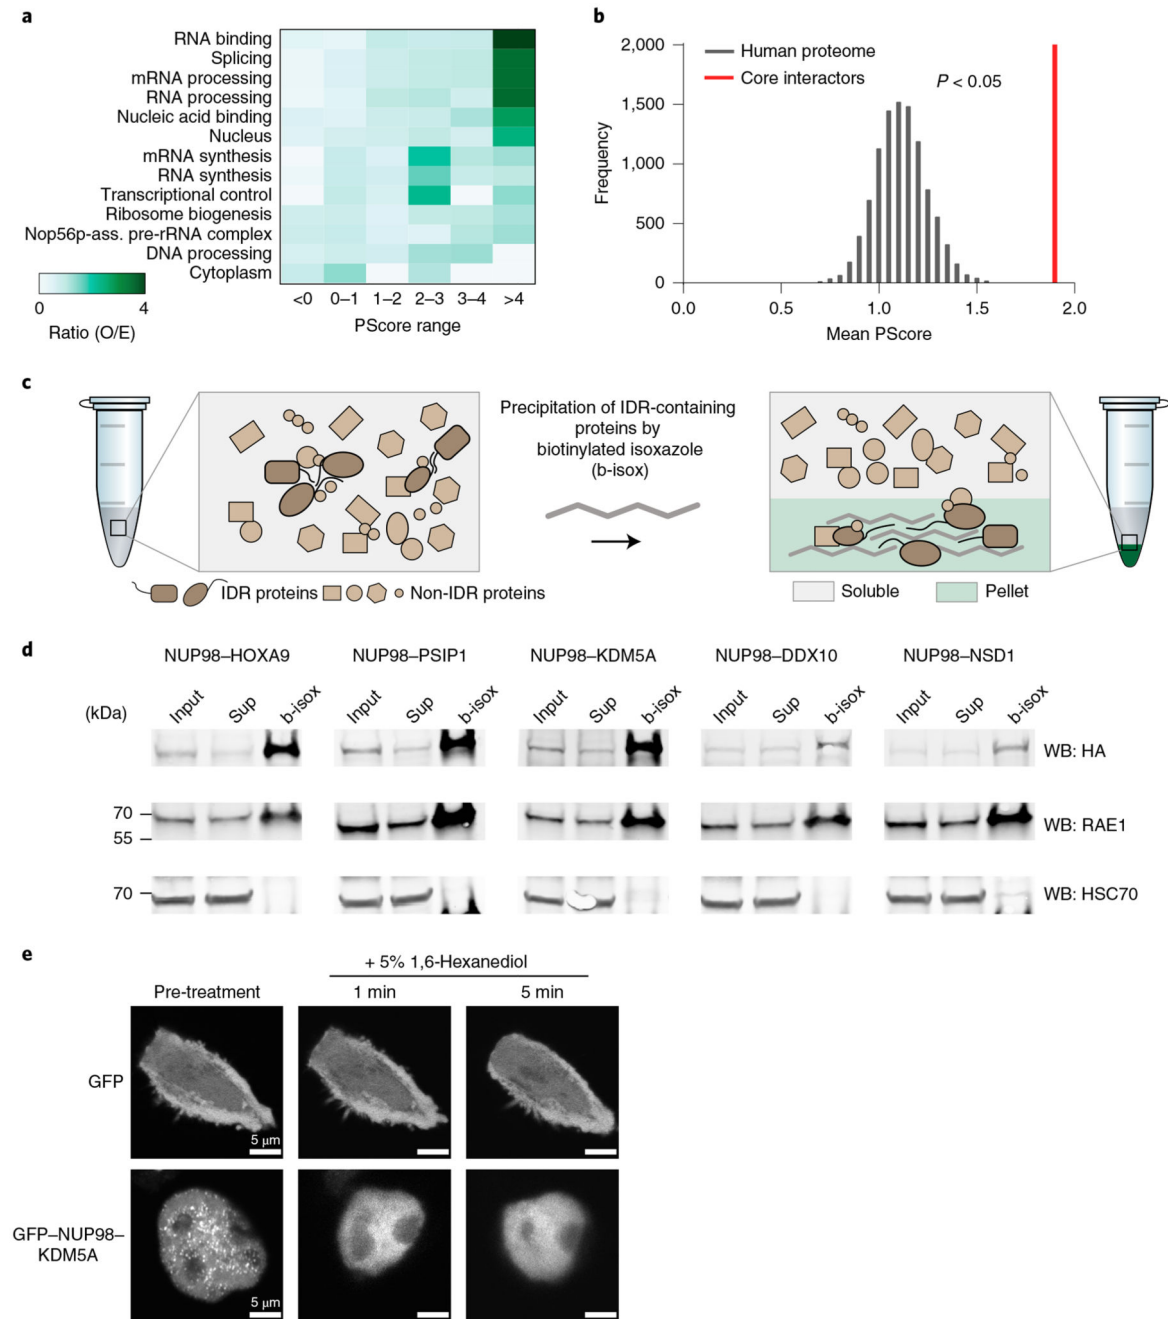 a
RNA binding
Splicing
mRNA processing
RNA processing
Nucleic acid binding
Nucleus
mRNA synthesis
RNA synthesis
Transcriptional control
Ribosome biogenesis
Nop56p-ass. pre-rRNA complex
DNA processing
Cytoplasm
<0 0–1 1–2 2–3 3–4 >4
PScore range
0 4
Ratio (O/E)
b
2,000
1,500
1,000
500
0
Frequency
Human proteome
Core interactors
P < 0.05
0.0 0.5 1.0 1.5 2.0
Mean PScore
c
Precipitation of IDR-containing
proteins by
biotinylated isoxazole
(b-isox)
IDR proteins Non-IDR proteins
Soluble Pellet
d
NUP98–HOXA9 NUP98–PSIP1 NUP98–KDM5A NUP98–DDX10 NUP98–NSD1
(kDa) Input Sup b-isox Input Sup b-isox Input Sup b-isox Input Sup b-isox Input Sup b-isox
WB: HA
70
55
WB: RAE1
70
WB: HSC70
e
+ 5% 1,6-Hexanediol
Pre-treatment 1 min 5 min
GFP
5 µm
GFP–NUP98–
KDM5A
5 µm